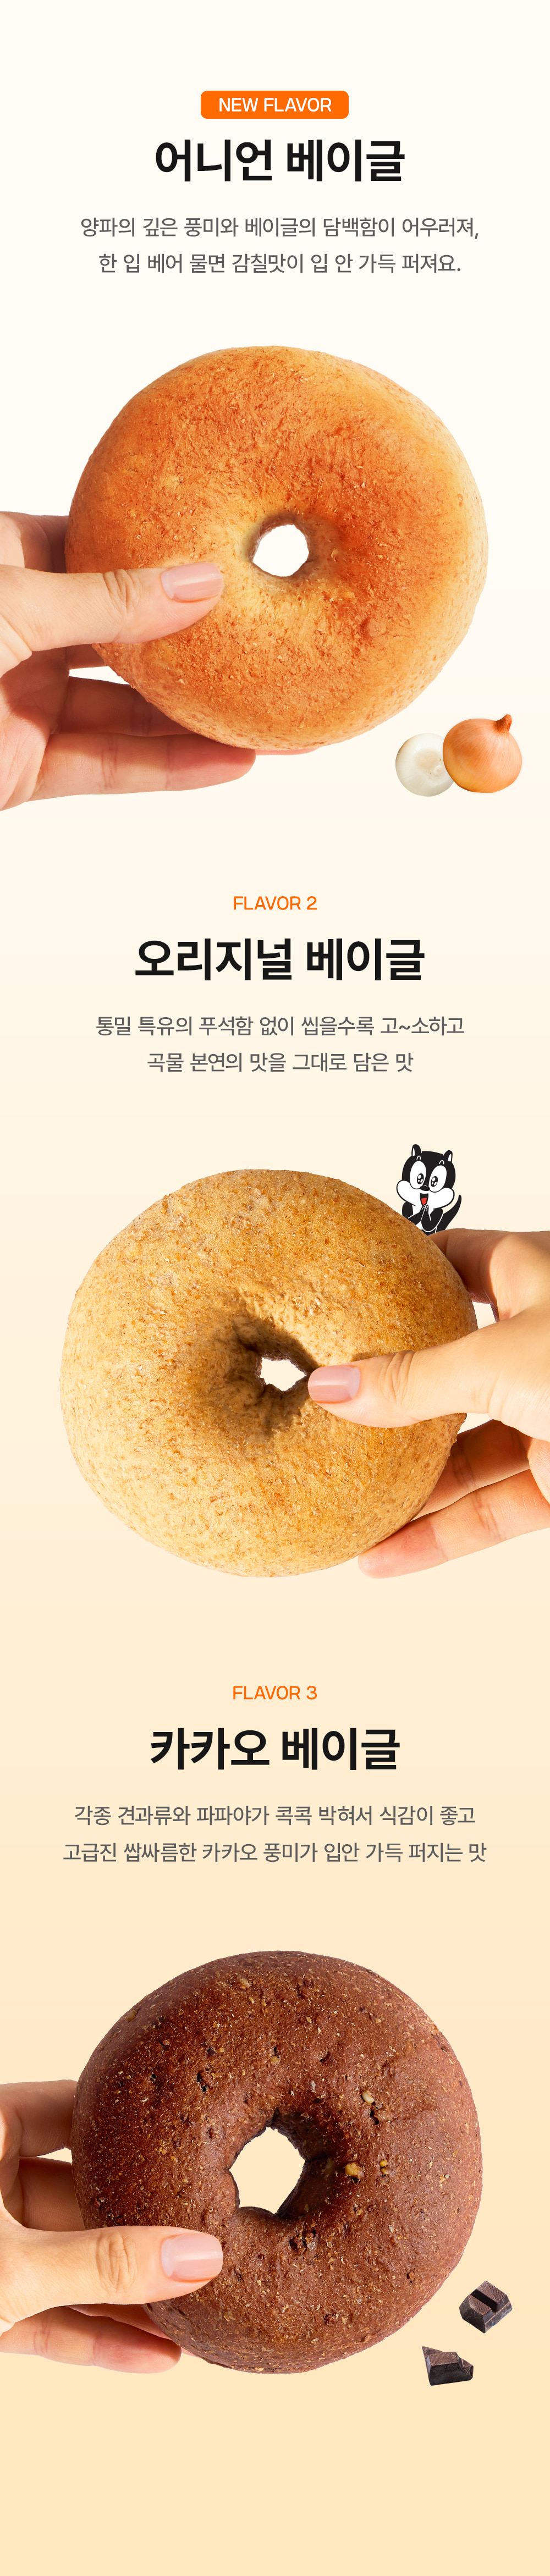 NEW FLAVOR
어니언 베이글
양파의 깊은 풍미와 베이글의 담백함이 어우러져,
한 입 베어 물면 감칠맛이 입 안 가득 퍼져요.
FLAVOR 2
오리지널 베이글
통밀 특유의 푸석함 없이 씹을수록 고~소하고
곡물 본연의 맛을 그대로 담은 맛
FLAVOR 3
카카오 베이글
각종 견과류와 파파야가 콕콕 박혀서 식감이 좋고
고급진 쌉싸름한 카카오 풍미가 입안 가득 퍼지는 맛